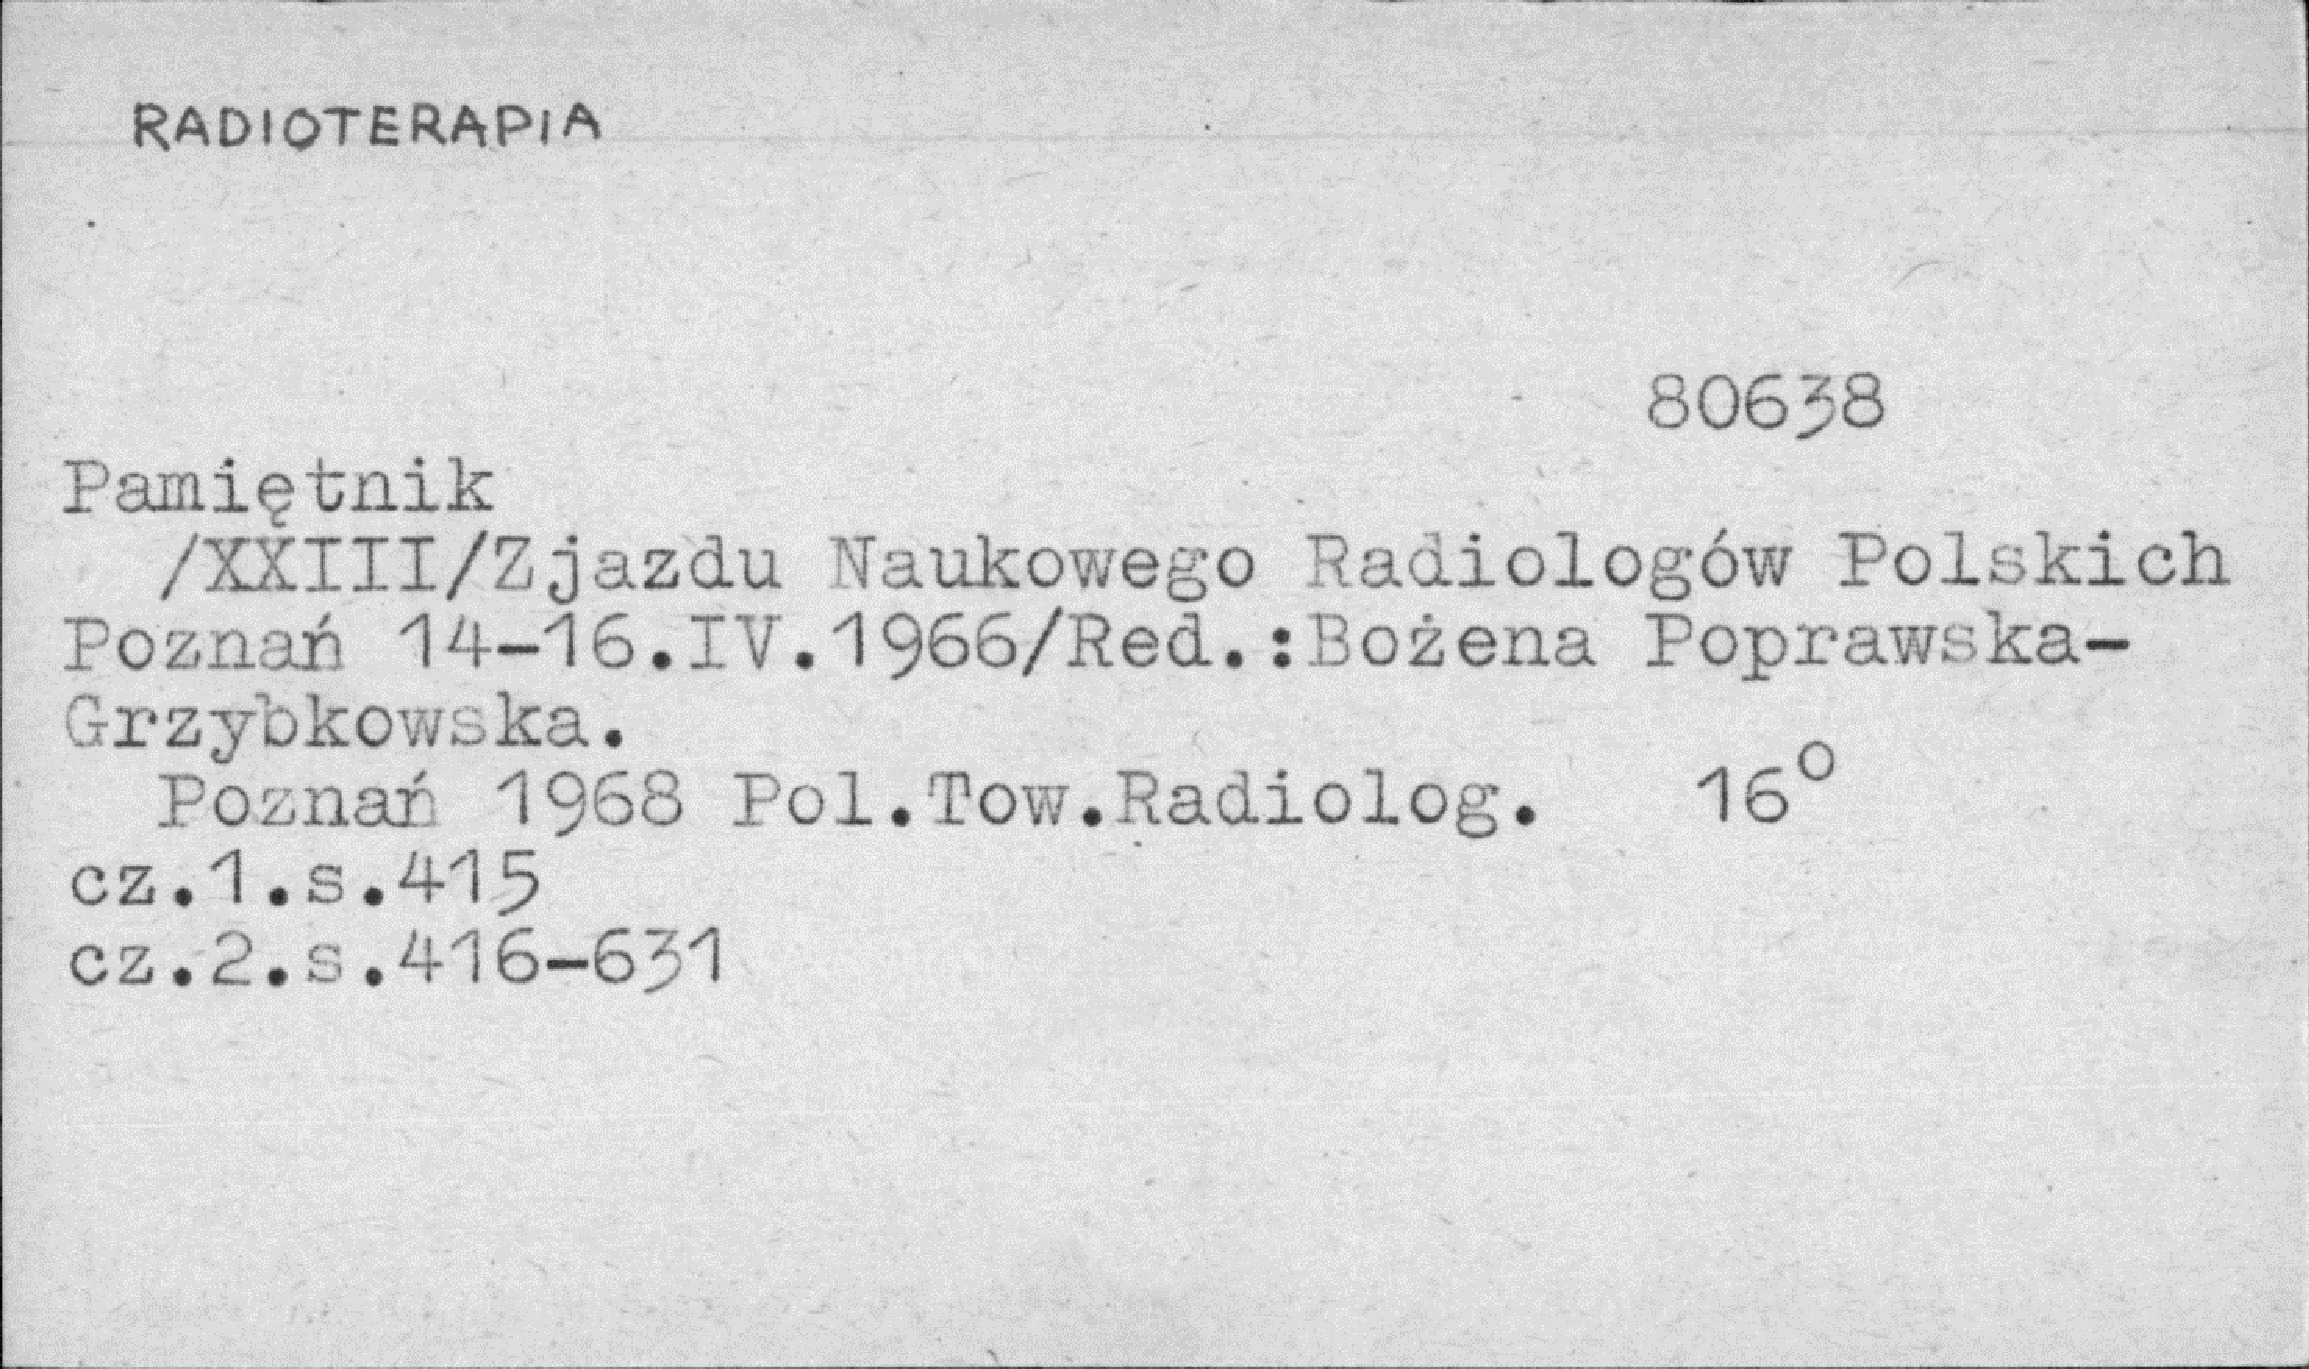 RADIOTERAPIA
80638
Pamiętnik
/XXIII/Zjazdu Naukowego Radiologów Polskich
Poznań 14-16.IV.1966/Red.:Bożena Poprawska-
Grzybkowska.
Poznań 1968 Pol.Tow.Radiolog. 16°
cz.1.s.415
cz.2.s.416-631